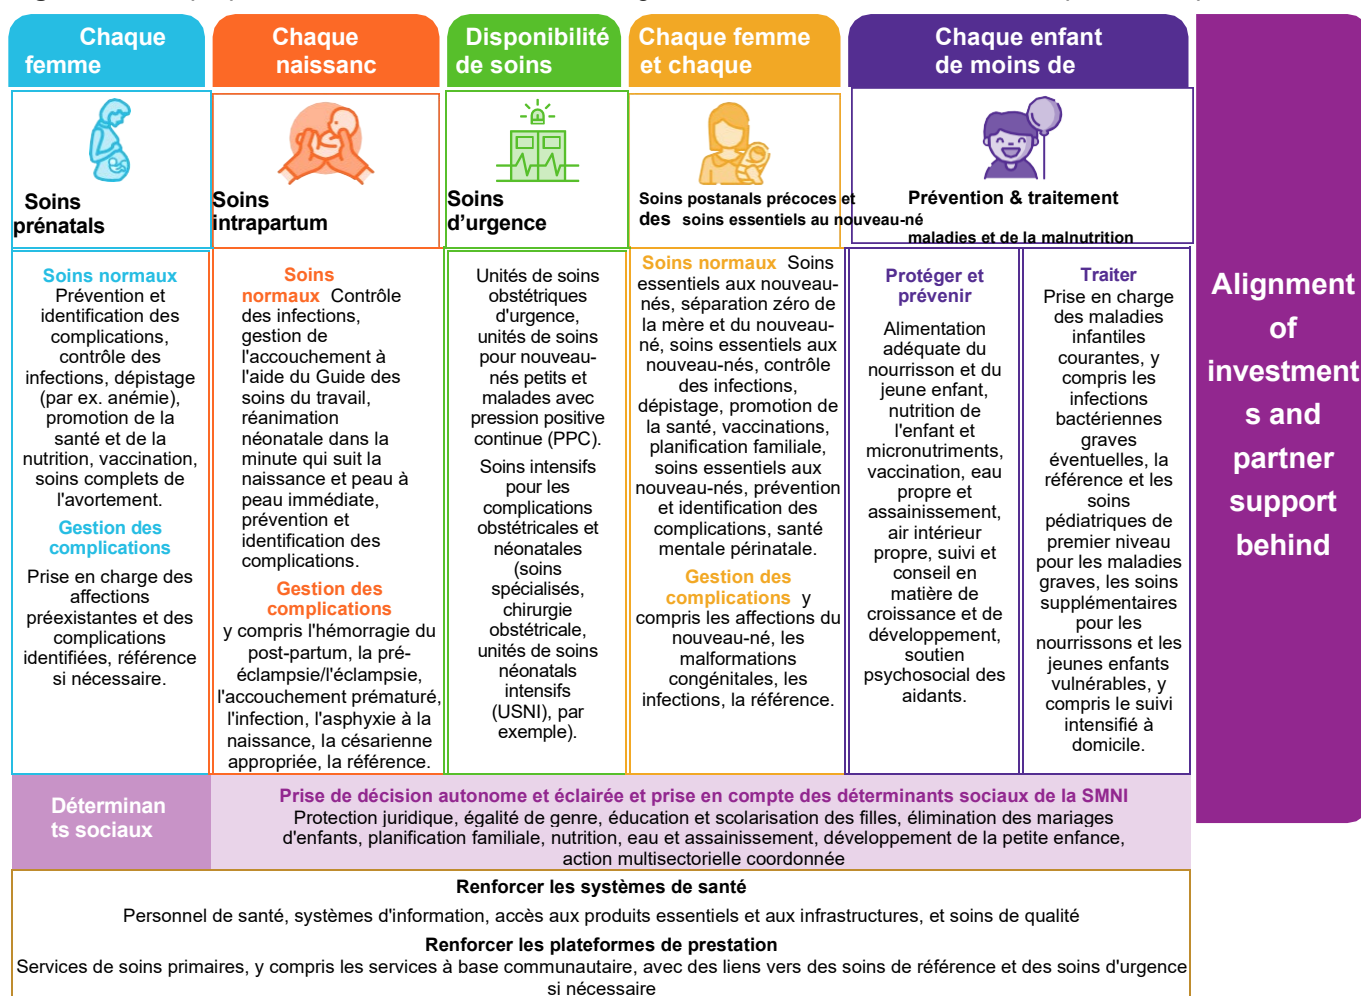 Chaque
femme
Chaque
naissanc
Disponibilité
de soins
Chaque femme
et chaque
Chaque enfant
de moins de
Soins
prénatals
Soins
intrapartum
Soins
d'urgence
Soins postanals précoces et
des soins essentiels au nouveau-né
Prévention & traitement
maladies et de la malnutrition
Soins normaux
Prévention et
identification des
complications,
contrôle des
infections, dépistage
(par ex. anémie),
promotion de la
santé et de la
nutrition, vaccination,
soins complets de
l'avortement.
Gestion des
complications
Prise en charge des
affections
préexistantes et des
complications
identifiées, référence
si nécessaire.
Soins
normaux Contrôle
des infections,
gestion de
l'accouchement à
l'aide du Guide des
soins du travail,
réanimation
néonatale dans la
minute qui suit la
naissance et peau à
peau immédiate,
prévention et
identification des
complications.
Gestion des
complications
y compris l'hémorragie du
post-partum, la pré-
éclampsie/l'éclampsie,
l'accouchement prématuré,
l'infection, l'asphyxie à la
naissance, la césarienne
appropriée, la référence.
Unités de soins
obstétriques
d'urgence,
unités de soins
pour nouveau-
nés petits et
malades avec
pression positive
continue (PPC).
Soins intensifs
pour les
complications
obstétricales et
néonatales
(soins
spécialisés,
chirurgie
obstétricale,
unités de soins
néonatals
intensifs
(USNI), par
exemple).
Soins normaux Soins
essentiels aux nouveau-
nés, séparation zéro de
la mère et du nouveau-
né, soins essentiels aux
nouveau-nés, contrôle
des infections,
dépistage, promotion de
la santé, vaccinations,
planification familiale,
soins essentiels aux
nouveau-nés, prévention
et identification des
complications, santé
mentale périnatale.
Gestion des
complications y
compris les affections du
nouveau-né, les
malformations
congénitales, les
infections, la référence.
Protéger et
prévenir
Alimentation
adéquate du
nourrisson et du
jeune enfant,
nutrition de
l'enfant et
micronutriments,
vaccination, eau
propre et
assainissement,
air intérieur
propre, suivi et
conseil en
matière de
croissance et de
développement,
soutien
psychosocial des
aidants.
Traiter
Prise en charge
des maladies
infantiles
courantes, y
compris les
infections
bactériennes
graves
éventuelles, la
référence et les
soins
pédiatriques de
premier niveau
pour les maladies
graves, les soins
supplémentaires
pour les
nourrissons et les
jeunes enfants
vulnérables, y
compris le suivi
intensifié à
domicile.
Alignment
of
investment
s and
partner
support
behind
Déterminan
ts sociaux
Prise de décision autonome et éclairée et prise en compte des déterminants sociaux de la SMNI
Protection juridique, égalité de genre, éducation et scolarisation des filles, élimination des mariages
d'enfants, planification familiale, nutrition, eau et assainissement, développement de la petite enfance,
action multisectorielle coordonnée
Renforcer les systèmes de santé
Personnel de santé, systèmes d'information, accès aux produits essentiels et aux infrastructures, et soins de qualité
Renforcer les plateformes de prestation
Services de soins primaires, y compris les services à base communautaire, avec des liens vers des soins de référence et des soins d'urgence
si nécessaire